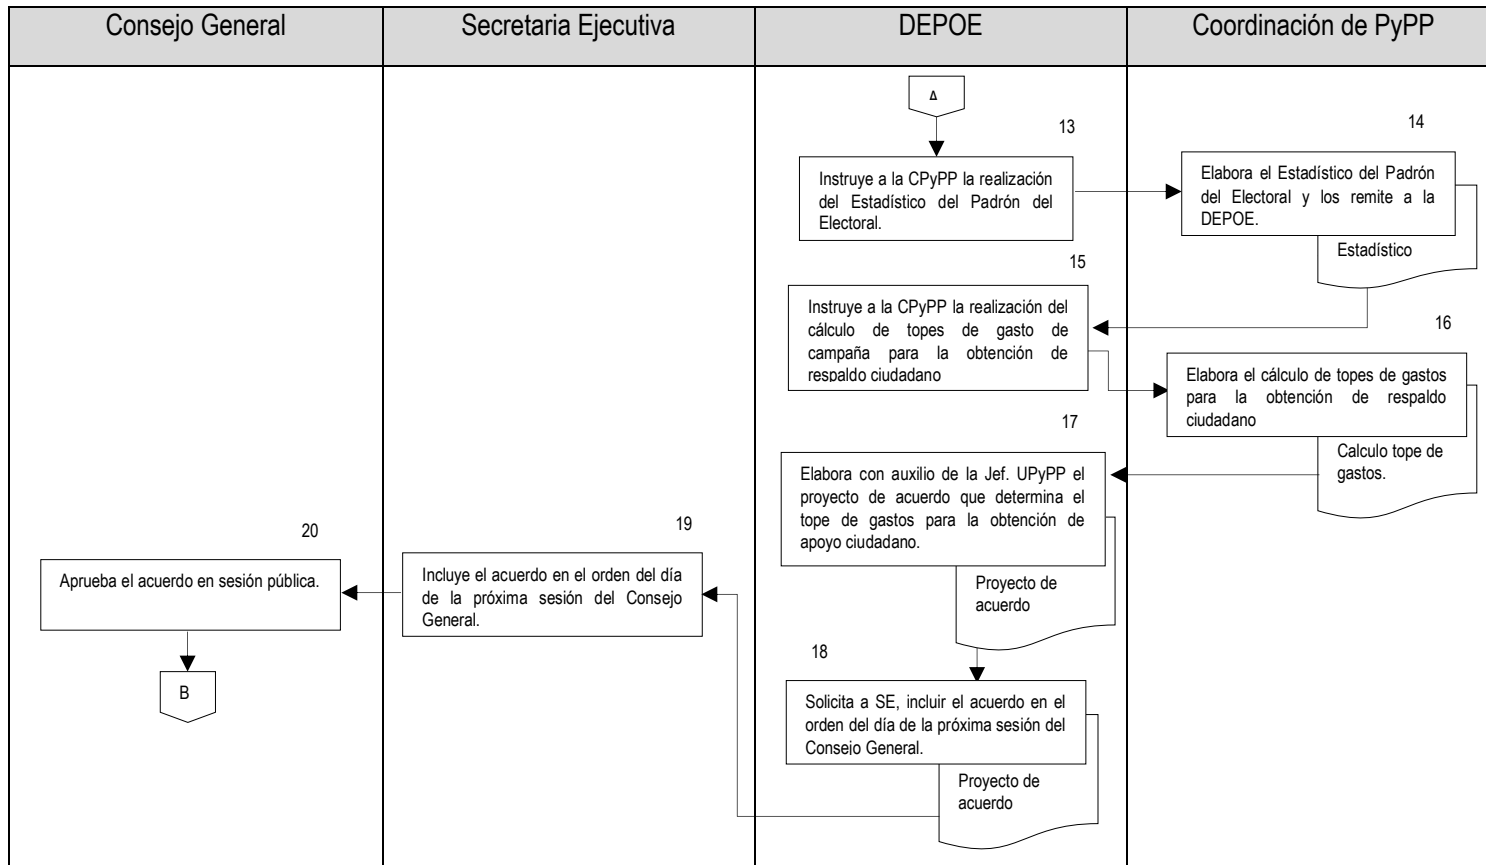 Consejo General
Secretaria Ejecutiva
DEPOE
Coordinación de PyPP
A
13
Instruye a la CPyPP la realización
del Estadístico del Padrón del
Electoral.
14
Elabora el Estadístico del Padrón
del Electoral y los remite a la
DEPOE.
Estadístico
15
Instruye a la CPyPP la realización del
cálculo de topes de gasto de
campaña para la obtención de
respaldo ciudadano
16
Elabora el cálculo de topes de gastos
para la obtención de respaldo
ciudadano
Calculo tope de
gastos.
17
Elabora con auxilio de la Jef. UPyPP el
proyecto de acuerdo que determina el
tope de gastos para la obtención de
apoyo ciudadano.
Proyecto de
acuerdo
18
Solicita a SE, incluir el acuerdo en el
orden del día de la próxima sesión del
Consejo General.
Proyecto de
acuerdo
19
Incluye el acuerdo en el orden del día
de la próxima sesión del Consejo
General.
20
Aprueba el acuerdo en sesión pública.
B